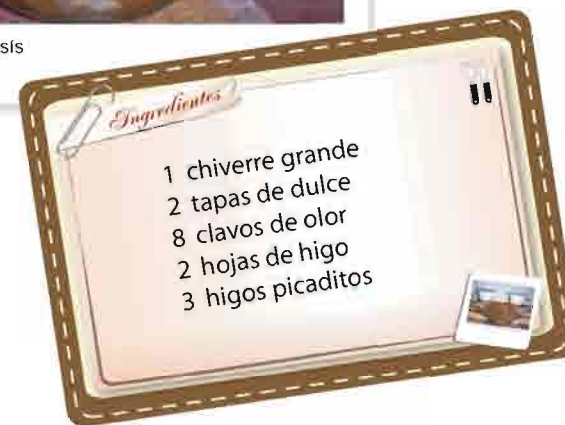 sís
Ingredientes
1 chiverre grande
2 tapas de dulce
8 clavos de olor
2 hojas de higo
3 higos picaditos